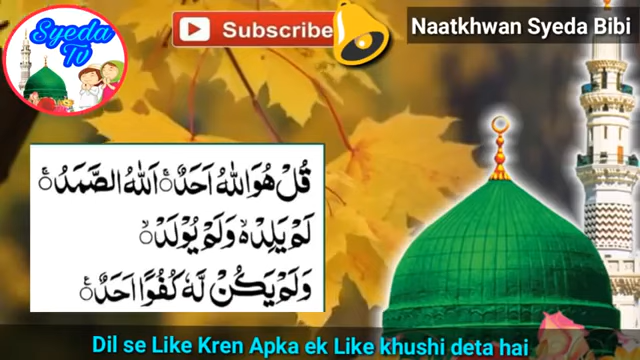 Syeda
Tv
Subscribe
Naatkhwan Syeda Bibi
قُلْ هُوَ اللّٰهُ اَحَدٌ ۚ اَللّٰهُ الصَّمَدُ ۚ
لَمْ يَلِدْ ۙ وَلَمْ يُوْلَدْ ۙ
وَلَمْ يَكُنْ لَّهٗ كُفُوًا اَحَدٌ ۚ
Dil se Like Kren Apka ek Like khushi deta hai